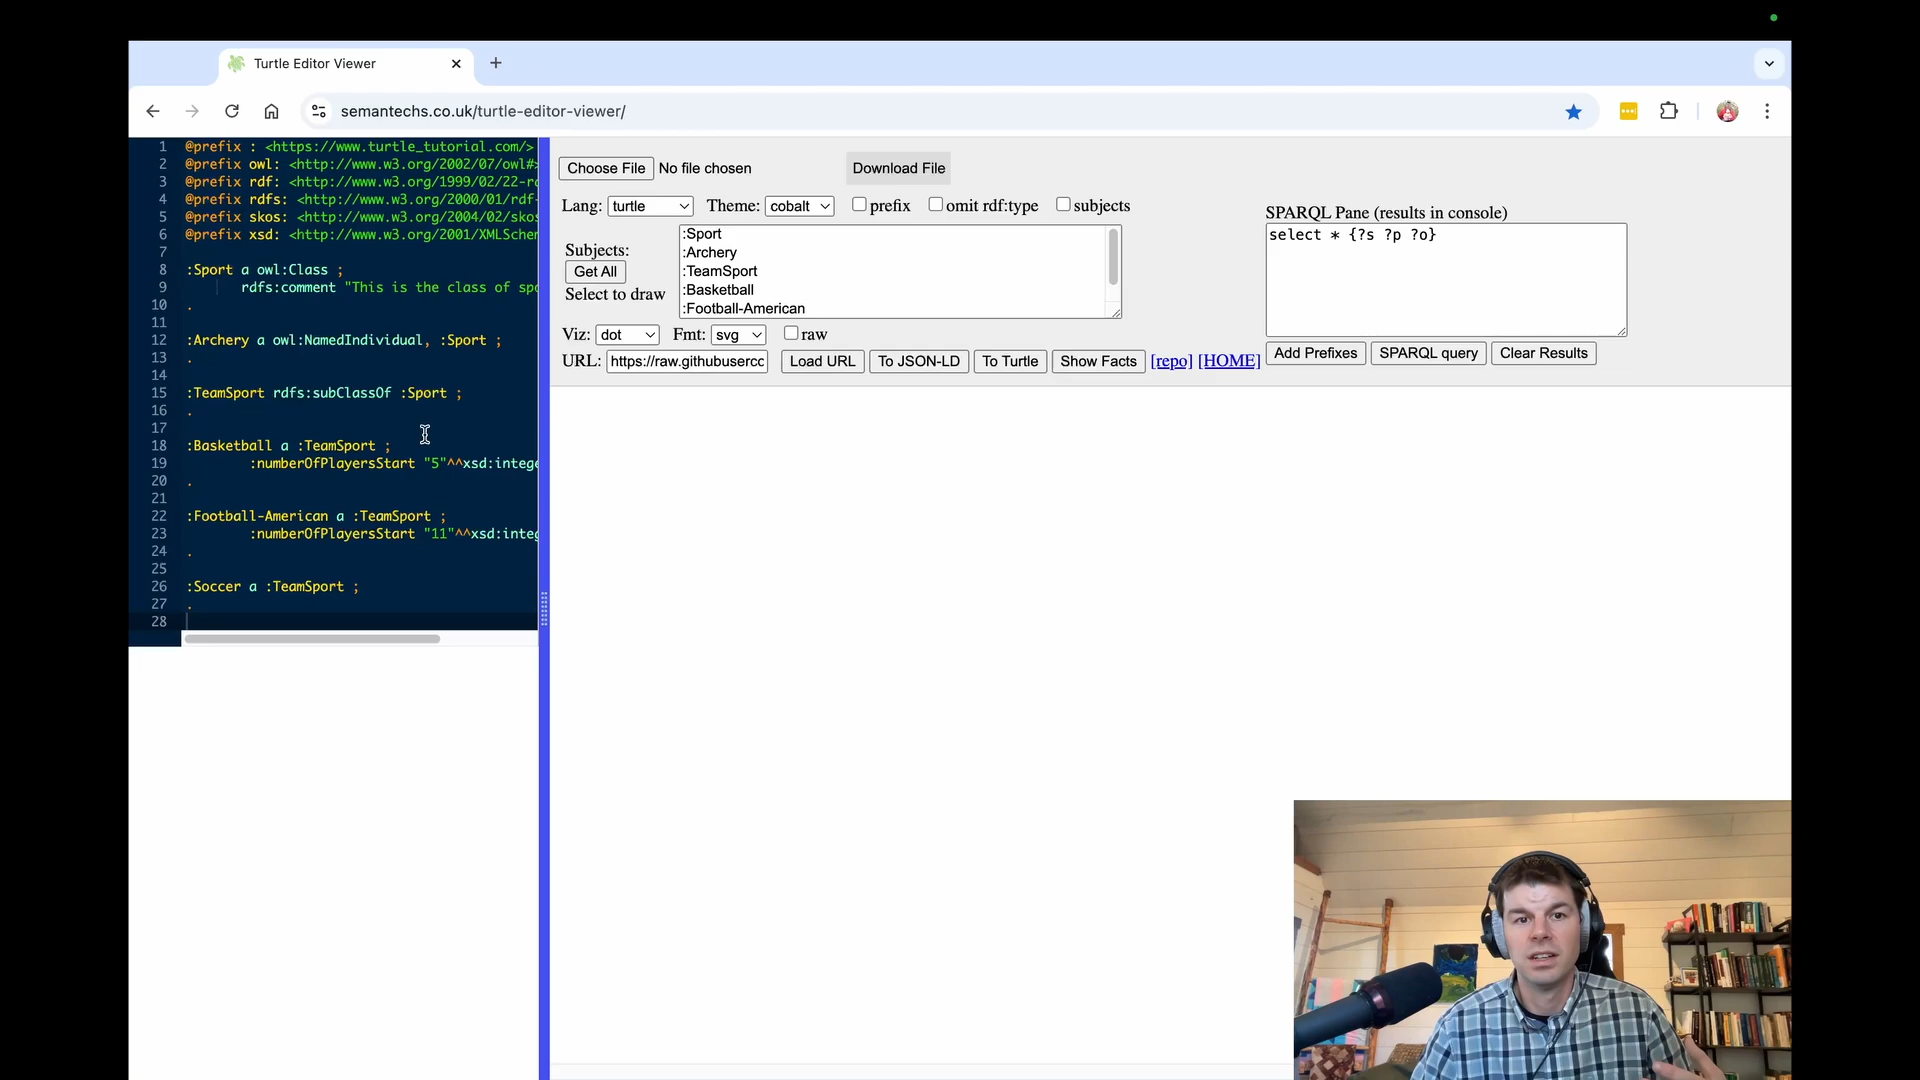 Turtle Editor Viewer
semantechs.co.uk/turtle-editor-viewer/
1 @prefix : <https://www.turtle_tutorial.com/>
2 @prefix owl: <http://www.w3.org/2002/07/owl#>
3 @prefix rdf: <http://www.w3.org/1999/02/22-rd
4 @prefix rdfs: <http://www.w3.org/2000/01/rdf-
5 @prefix skos: <http://www.w3.org/2004/02/skos
6 @prefix xsd: <http://www.w3.org/2001/XMLSchem
7
8 :Sport a owl:Class ;
9 rdfs:comment "This is the class of spo
10 .
11
12 :Archery a owl:NamedIndividual, :Sport ;
13 .
14
15 :TeamSport rdfs:subClassOf :Sport ;
16 .
17
18 :Basketball a :TeamSport ;
19 :numberOfPlayersStart "5"^^xsd:intege
20 .
21
22 :Football-American a :TeamSport ;
23 :numberOfPlayersStart "11"^^xsd:integ
24 .
25
26 :Soccer a :TeamSport ;
27 .
28
Choose File No file chosen Download File
Lang: turtle Theme: cobalt prefix omit rdf:type subjects
Subjects:
Get All
Select to draw
:Sport
:Archery
:TeamSport
:Basketball
:Football-American
Viz: dot Fmt: svg raw
URL: https://raw.githubusercc Load URL To JSON-LD To Turtle Show Facts [repo] [HOME]
SPARQL Pane (results in console)
select * {?s ?p ?o}
Add Prefixes SPARQL query Clear Results